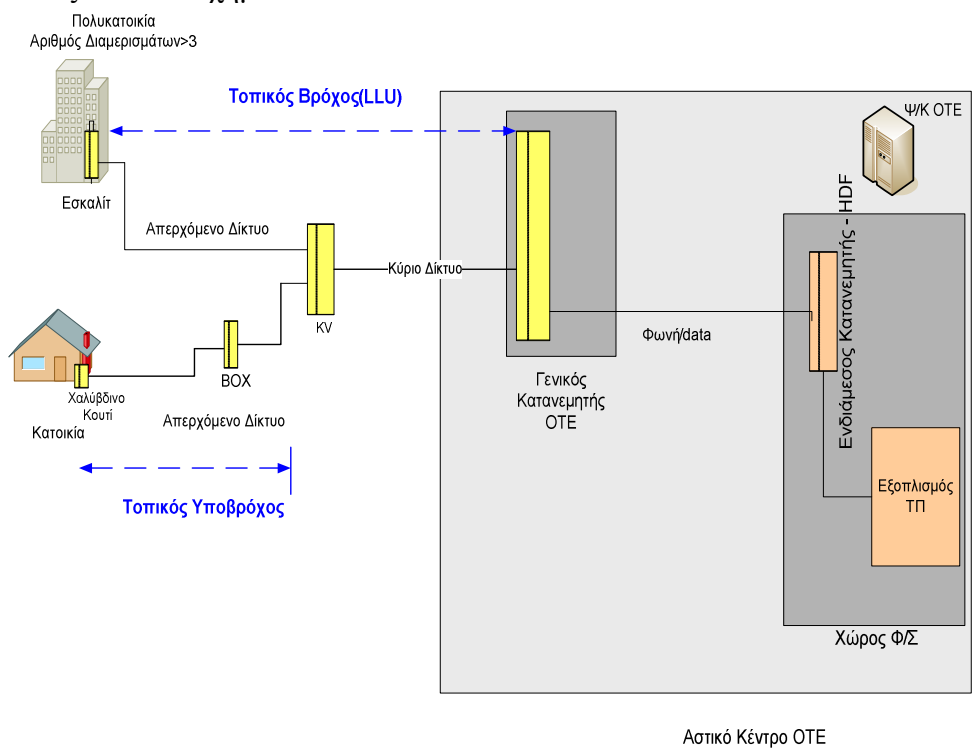 Πολυκατοικία
Αριθμός Διαμερισμάτων>3
Τοπικός Βρόχος(LLU)
Ψ/Κ ΟΤΕ
Εσκαλίτ
Απερχόμενο Δίκτυο
Κύριο Δίκτυο
KV
Ενδιάμεσος Κατανεμητής - HDF
Φωνή/data
BOX
Γενικός
Κατανεμητής
ΟΤΕ
Χαλύβδινο
Κουτί
Κατοικία
Απερχόμενο Δίκτυο
Τοπικός Υποβρόχος
Εξοπλισμός
ΤΠ
Χώρος Φ/Σ
Αστικό Κέντρο ΟΤΕ